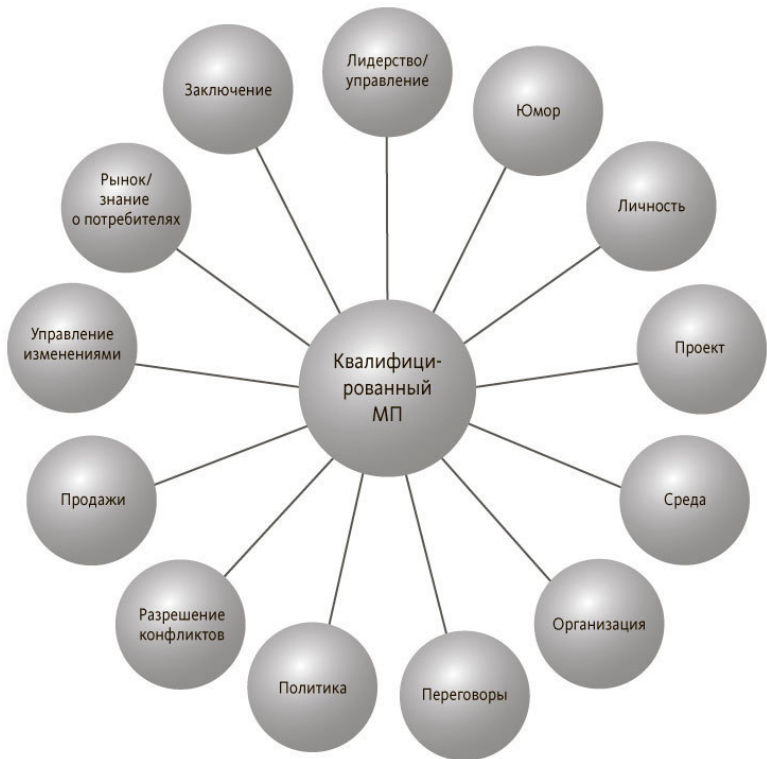 Лидерство/
управление
Юмор
Личность
Проект
Среда
Организация
Переговоры
Политика
Разрешение
конфликтов
Продажи
Управление
изменениями
Рынок/
знание
о потребителях
Заключение
Квалифици-
рованный
МП